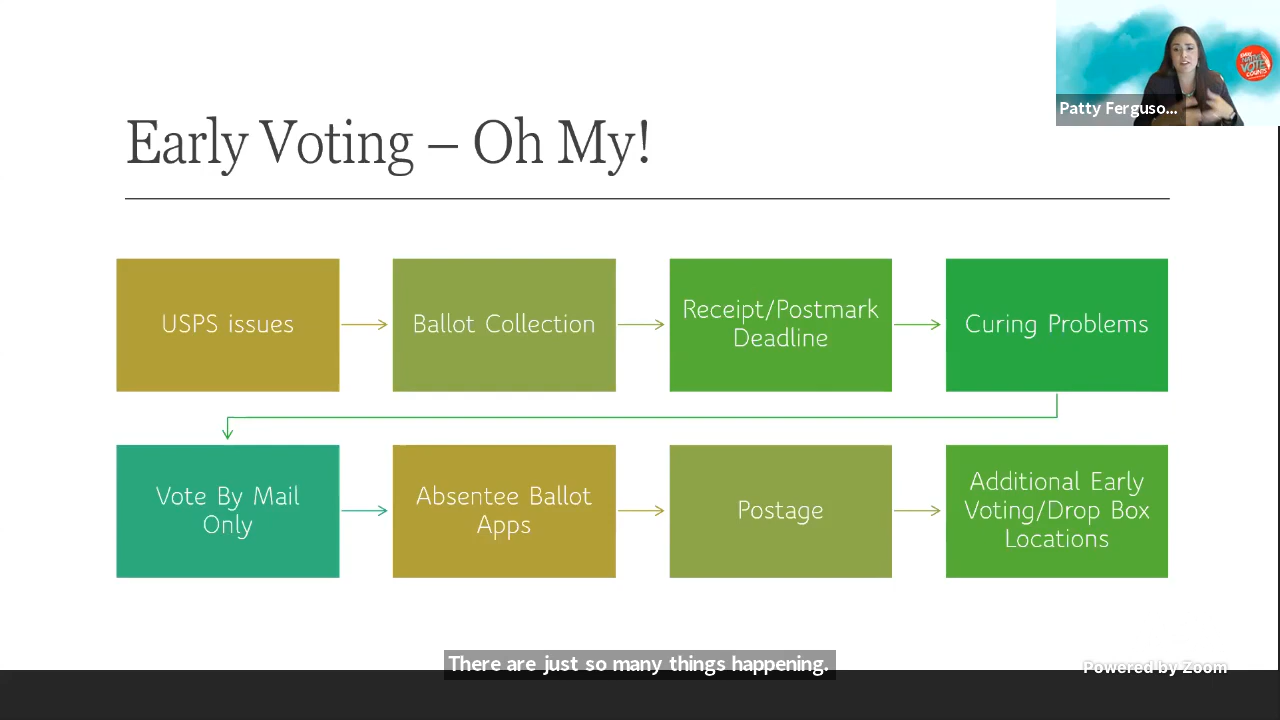 Early Voting – Oh My!
USPS issues
Ballot Collection
Receipt/Postmark
Deadline
Curing Problems
Vote By Mail
Only
Absentee Ballot
Apps
Postage
Additional Early
Voting/Drop Box
Locations
There are just so many things happening.
Powered by Zoom
Patty Ferguso...
VOTE